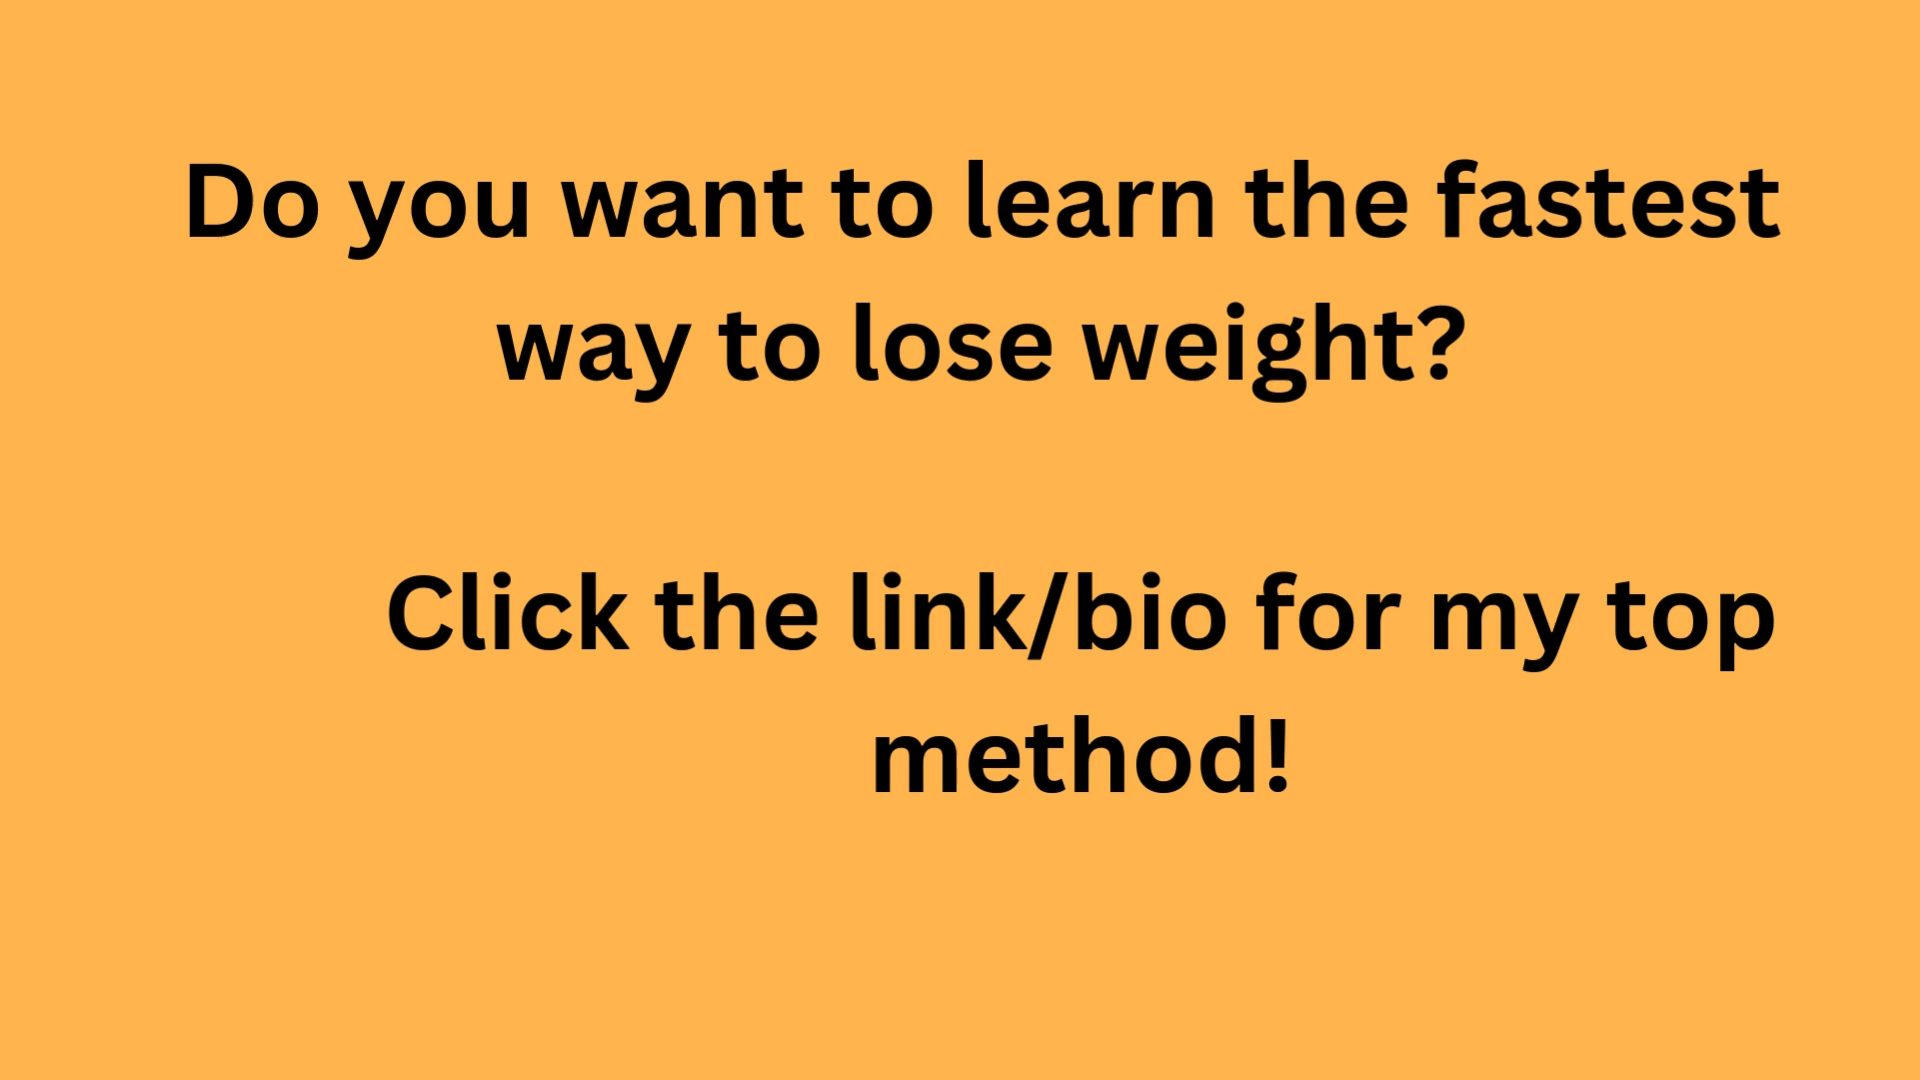 Do you want to learn the fastest
way to lose weight?
Click the link/bio for my top
method!